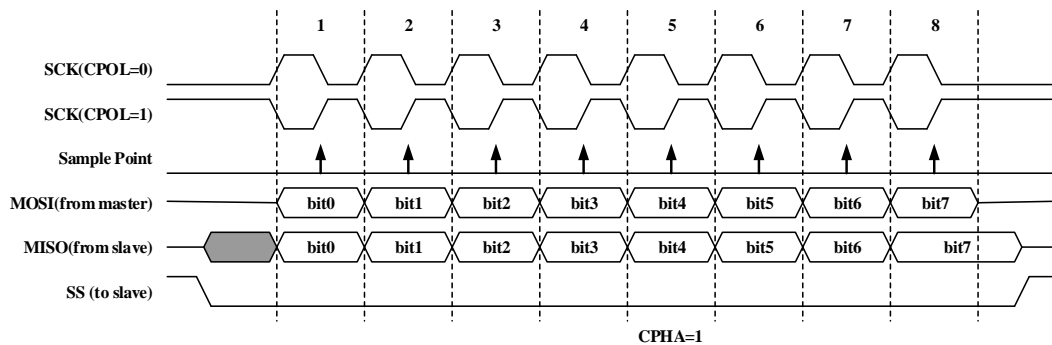 1 2 3 4 5 6 7 8
SCK(CPOL=0)
SCK(CPOL=1)
Sample Point
MOSI(from master) bit0 bit1 bit2 bit3 bit4 bit5 bit6 bit7
MISO(from slave) bit0 bit1 bit2 bit3 bit4 bit5 bit6 bit7
SS (to slave)
CPHA=1